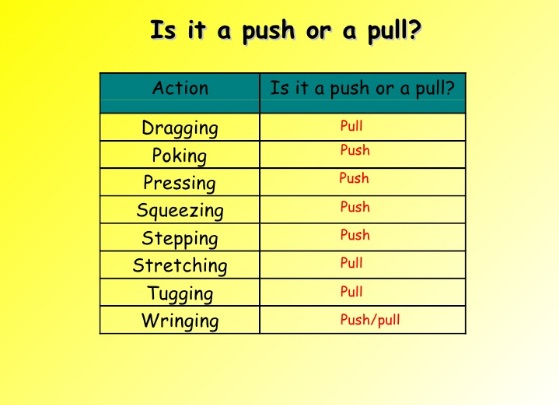 Is it a push or a pull?
Action Is it a push or a pull?
Dragging Pull
Poking Push
Pressing Push
Squeezing Push
Stepping Push
Stretching Pull
Tugging Pull
Wringing Push/pull